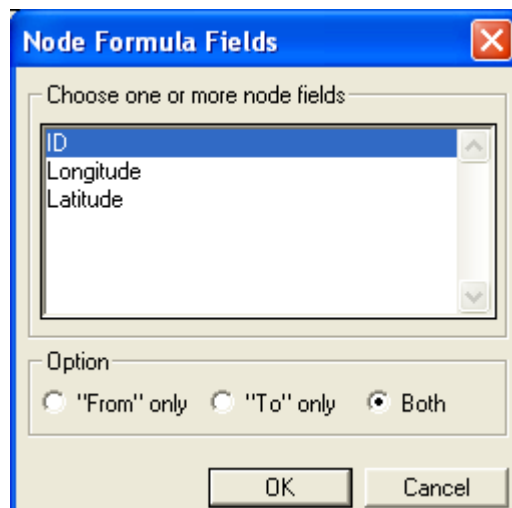 Node Formula Fields
Choose one or more node fields
ID
Longitude
Latitude
Option
"From" only "To" only Both
OK Cancel